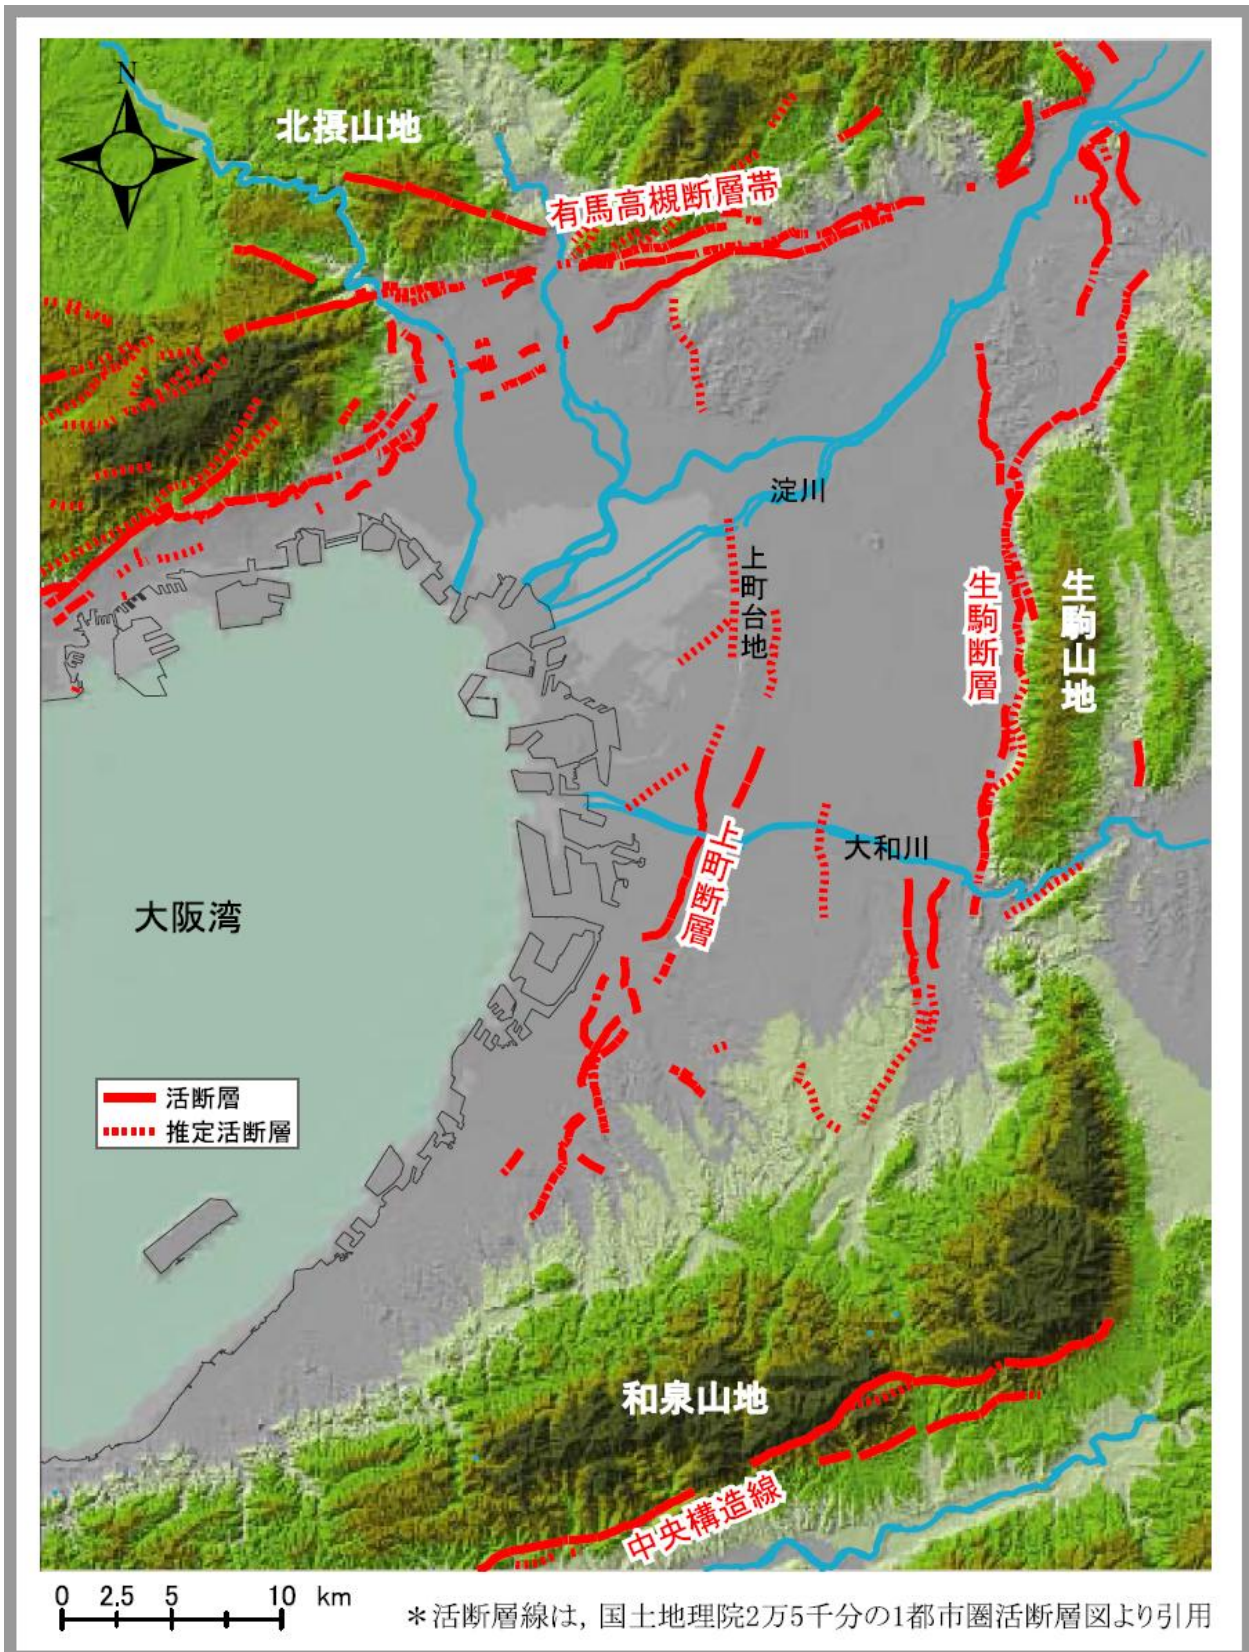 N
北摂山地
有馬高槻断層帯
淀川
上町台地
生駒断層
生駒山地
大和川
上町断層
大阪湾
活断層
推定活断層
和泉山地
中央構造線
0 2.5 5 10 km
＊活断層線は，国土地理院2万5千分の1都市圏活断層図より引用